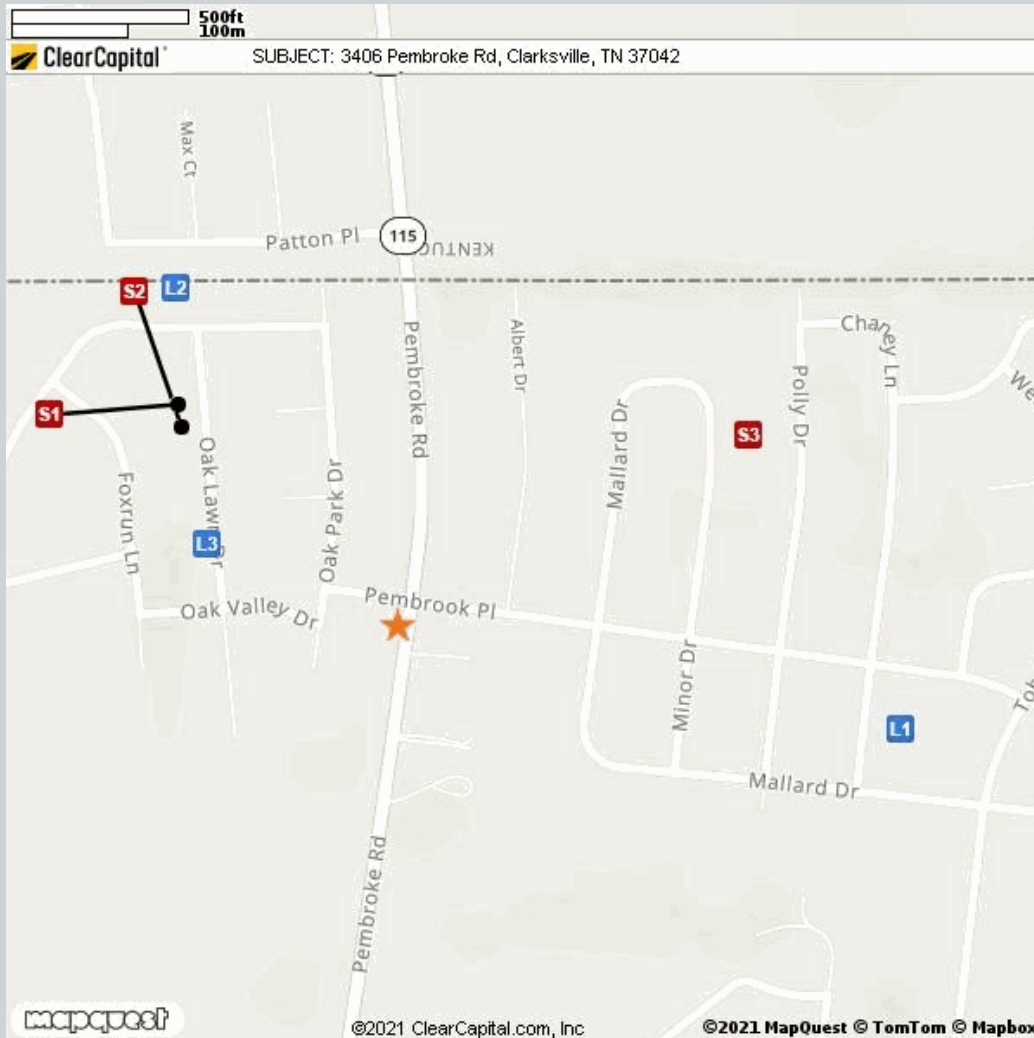 500ft
100m
ClearCapital
SUBJECT: 3406 Pembroke Rd, Clarksville, TN 37042
Max Ct
Patton Pl
115
KENTUC
S2
L2
Pembroke Rd
Albert Dr
Chaney Ln
We
S1
Oak Lawn Dr
Foxrun Ln
Oak Park Dr
Mallard Dr
S3
Polly Dr
L3
Oak Valley Dr
Pembrook Pl
Minor Dr
Tob
L1
Mallard Dr
Pembroke Rd
mapquest
©2021 ClearCapital.com, Inc
©2021 MapQuest © TomTom © Mapbox